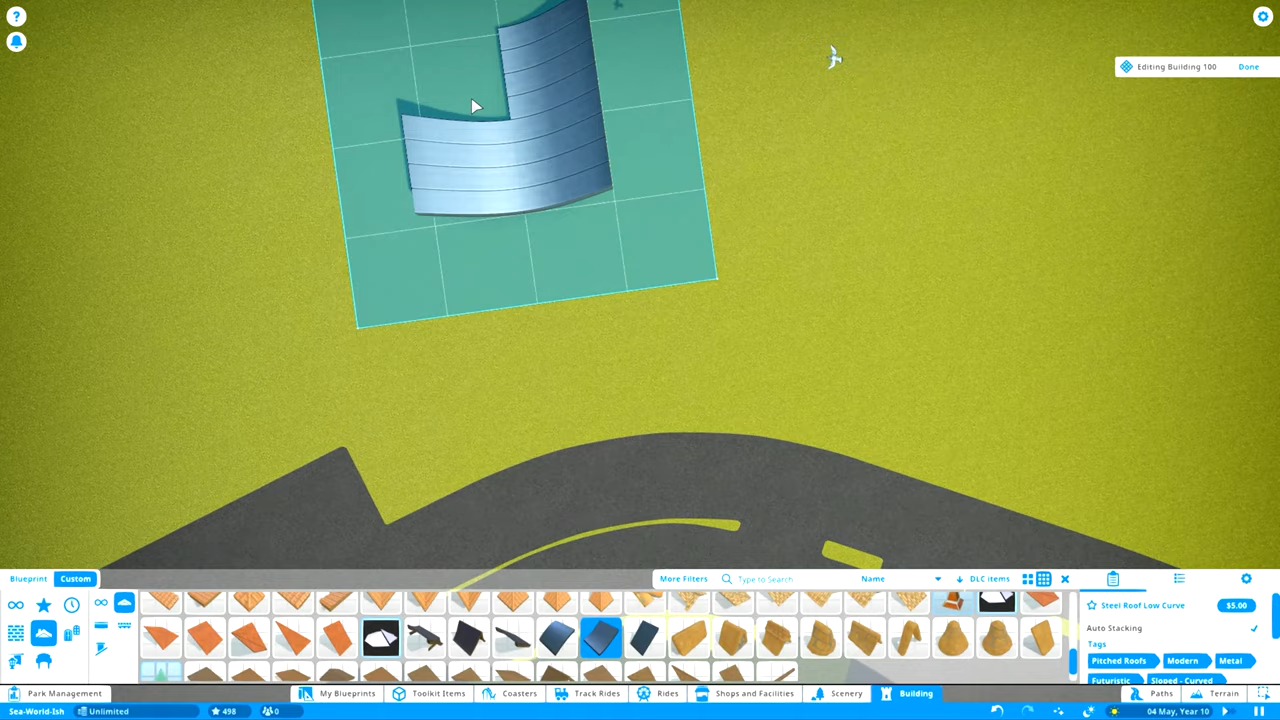 ?
Editing Building 100 Done
Blueprint Custom More Filters Type to Search Name DLC items
Steel Roof Low Curve $5.00
Auto Stacking
Tags
Pitched Roofs Modern Metal
Futuristic Sloped - Curved
Park Management My Blueprints Toolkit Items Coasters Track Rides Rides Shops and Facilities Scenery Building Paths Terrain
Sea-World-Ish Unlimited 498 0 04 May, Year 10